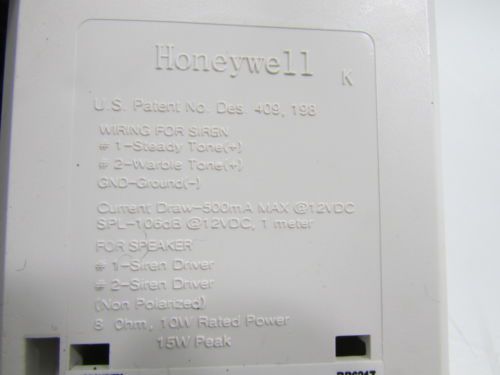 Honeywell
K
U.S. Patent No. Des. 409, 198
WIRING FOR SIREN
# 1-Steady Tone(+)
# 2-Warble Tone(+)
GND-Ground(-)
Current Draw-500mA MAX @12VDC
SPL-106dB @12VDC, 1 meter
FOR SPEAKER
# 1-Siren Driver
# 2-Siren Driver
(Non Polarized)
8 Ohm, 10W Rated Power
15W Peak